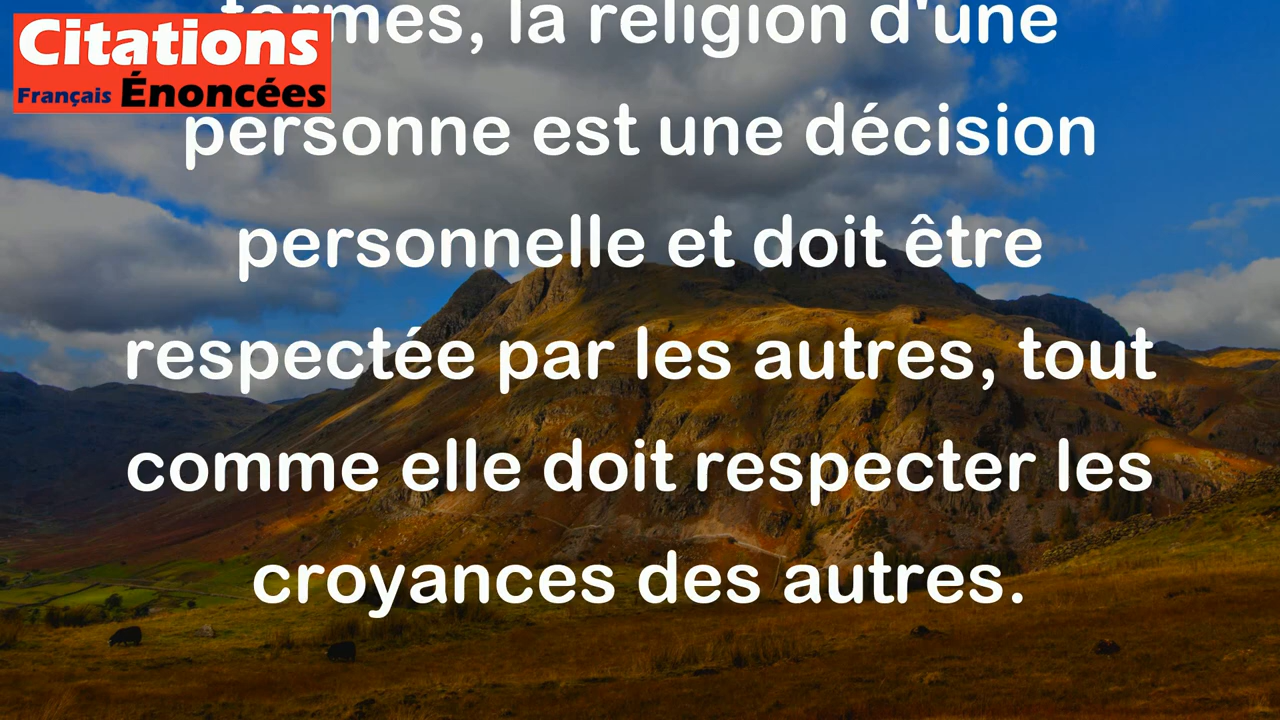 Citations
Français Énoncées
la religion d'une
personne est une décision
personnelle et doit être
respectée par les autres, tout
comme elle doit respecter les
croyances des autres.